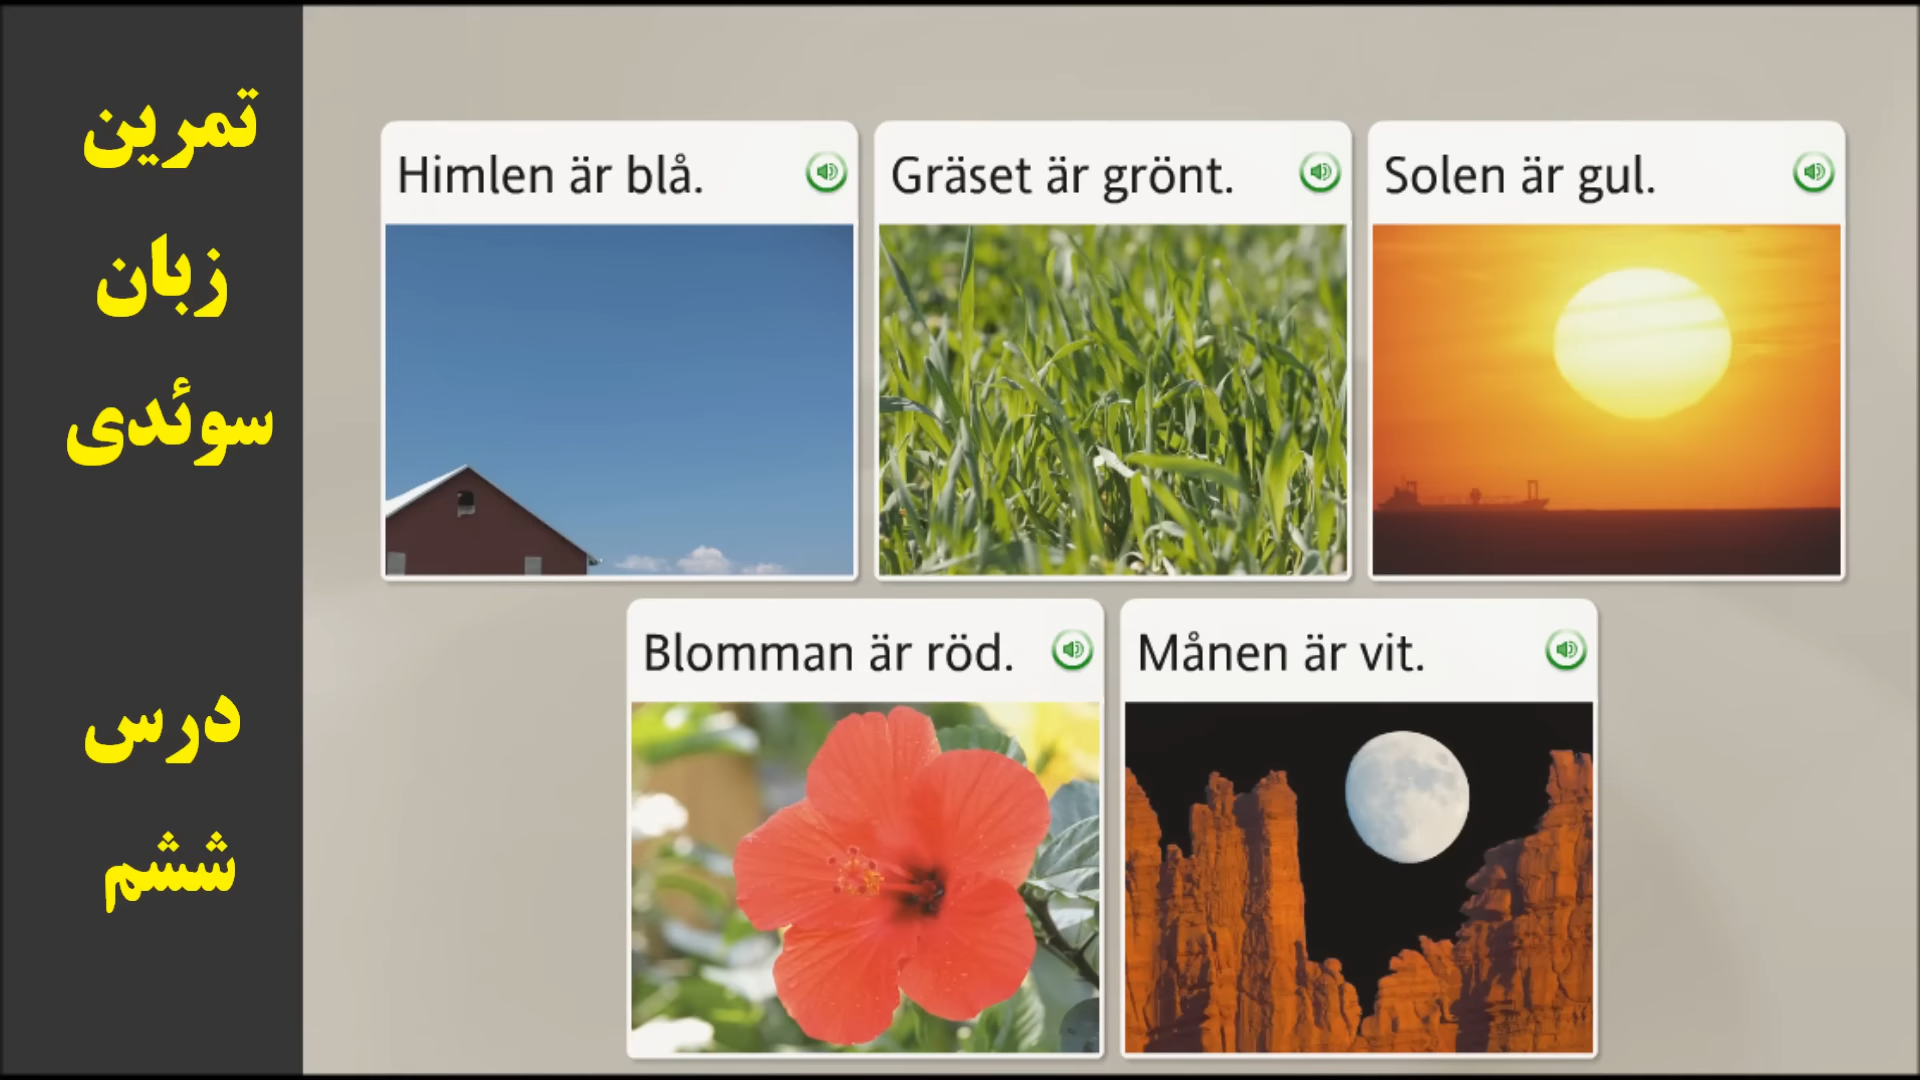 تمرین
زبان
سوئدی
درس
ششم
Himlen är blå.
Gräset är grönt.
Solen är gul.
Blomman är röd.
Månen är vit.